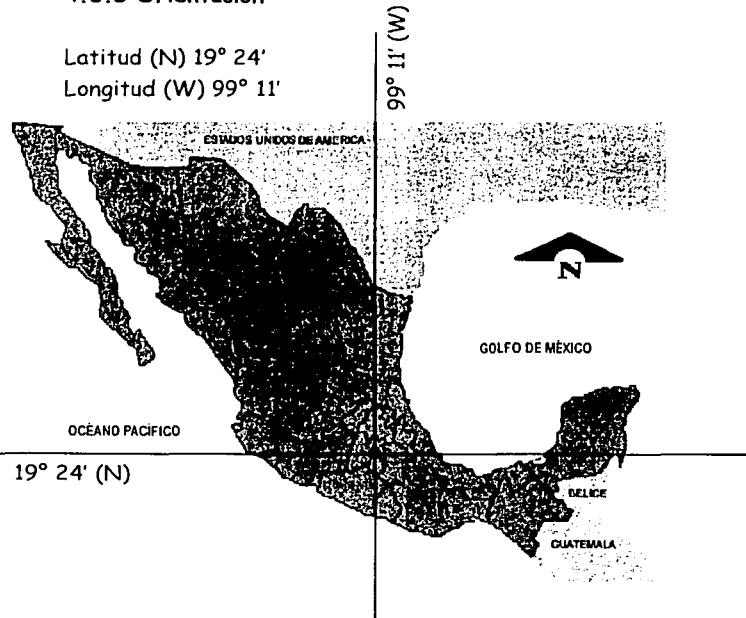 Latitud (N) 19° 24'
Longitud (W) 99° 11'
99° 11' (W)
ESTADOS UNIDOS DE AMERICA
N
GOLFO DE MÉXICO
OCÉANO PACÍFICO
19° 24' (N)
BELICE
GUATEMALA